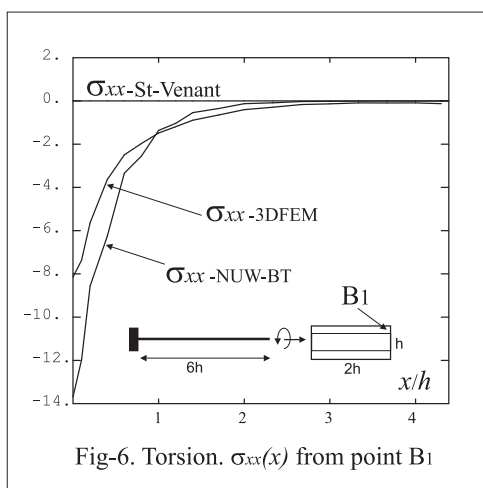 2.
σxx-St-Venant
0.
-2.
-4.
σxx-3DFEM
-6.
σxx-NUW-BT
-8.
B1
-10.
h
-12.
6h
2h
x/h
-14.
1
2
3
4
Fig-6. Torsion. σxx(x) from point B1